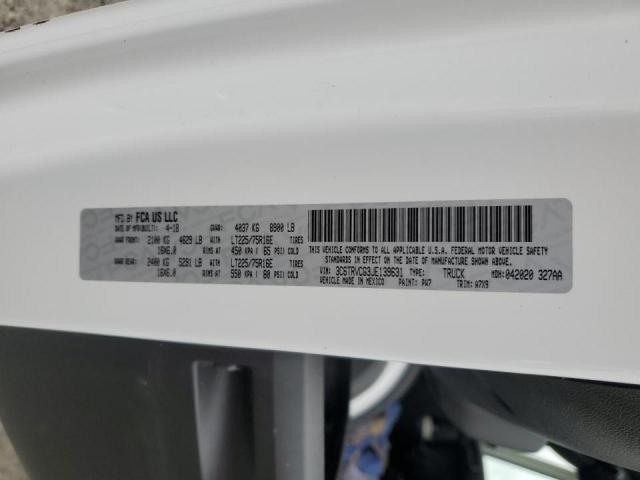 MFD BY FCA US LLC
DATE OF MFR(BUILT): 4-18 GVWR: 4037 KG 8900 LB
GAWR FRONT: 2100 KG 4629 LB WITH LT225/75R16E TIRES
16X6.0 RIMS AT 450 KPA ( 65 PSI) COLD
GAWR REAR: 2400 KG 5291 LB WITH LT225/75R16E TIRES
16X6.0 RIMS AT 550 KPA ( 80 PSI) COLD
THIS VEHICLE CONFORMS TO ALL APPLICABLE U.S.A. FEDERAL MOTOR VEHICLE SAFETY
STANDARDS IN EFFECT ON THE DATE OF MANUFACTURE SHOWN ABOVE.
VIN: 3C6TRVCG3JE139631 TYPE: TRUCK MDH: 042020 327AA
VEHICLE MADE IN MEXICO PAINT: PW7 TRIM: A7X9